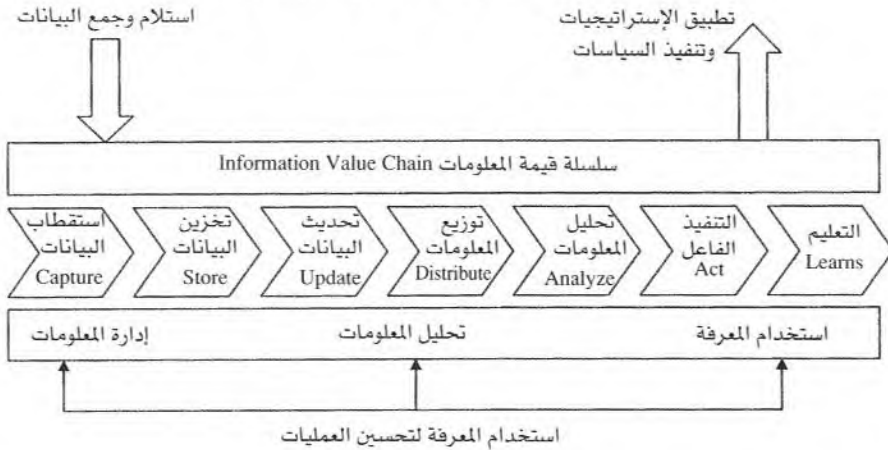 استلام وجمع البيانات
تطبيق الإستراتيجيات
وتنفيذ السياسات
سلسلة قيمة المعلومات Information Value Chain
استقطاب
البيانات
Capture
تخزين
البيانات
Store
تحديث
البيانات
Update
توزيع
المعلومات
Distribute
تحليل
المعلومات
Analyze
التنفيذ
الفاعل
Act
التعليم
Learns
إدارة المعلومات
تحليل المعلومات
استخدام المعرفة
استخدام المعرفة لتحسين العمليات